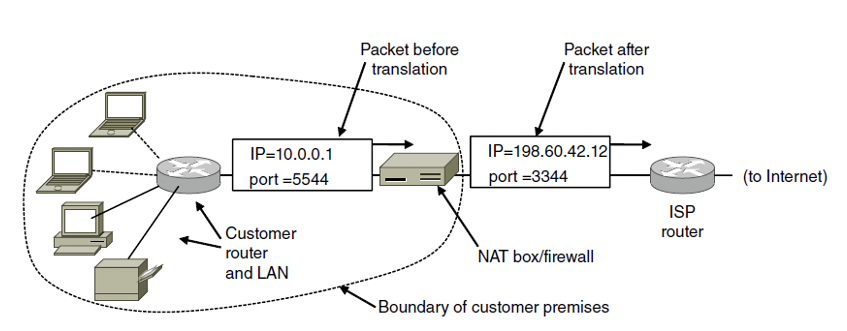 Packet before
translation
Packet after
translation
IP=10.0.0.1
port =5544
IP=198.60.42.12
port =3344
(to Internet)
ISP
router
Customer
router
and LAN
NAT box/firewall
Boundary of customer premises